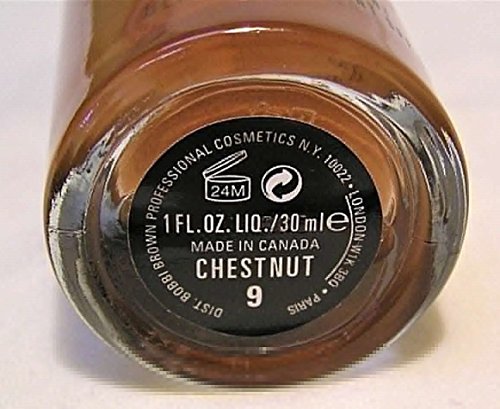 DIST. BOBBI BROWN PROFESSIONAL COSMETICS N.Y. 10022 • LONDON W1K 3BQ • PARIS
24M
1 FL. OZ. LIQ./30 ml e
MADE IN CANADA
CHESTNUT
9